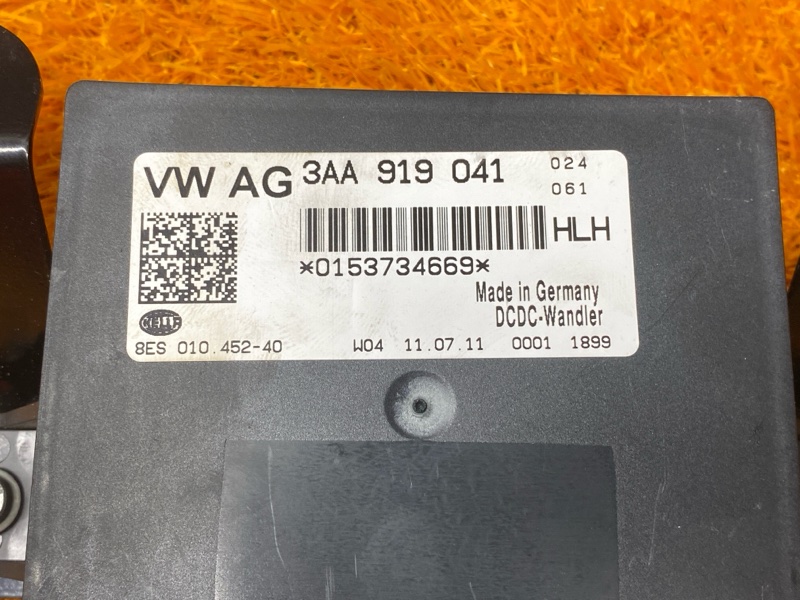 VW AG 3AA 919 041 024
061
HLH
*0153734669*
Made in Germany
DCDC-Wandler
HELLA
8ES 010.452-40 W04 11.07.11 0001 1899